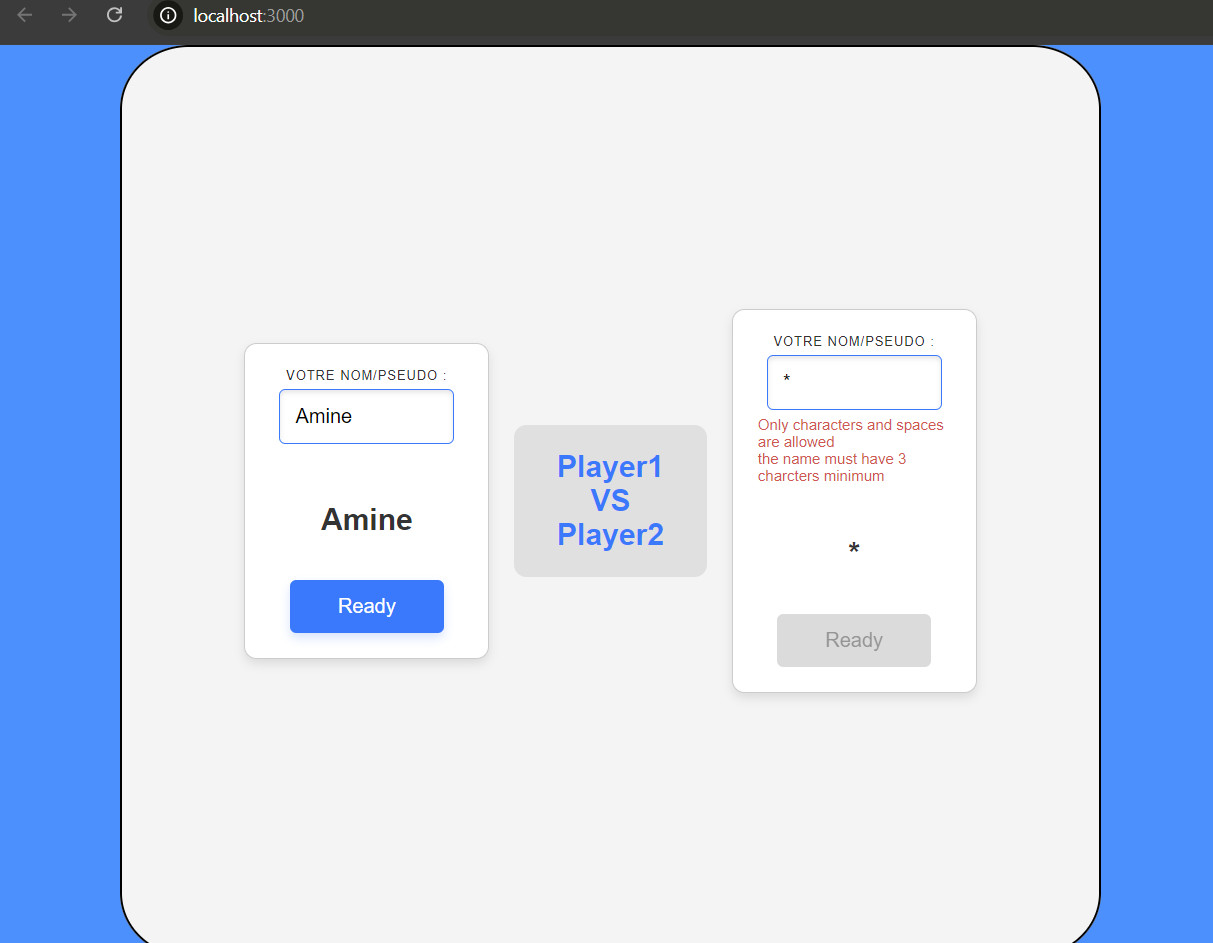 localhost:3000
VOTRE NOM/PSEUDO :
Amine
Amine
Ready
Player1
VS
Player2
VOTRE NOM/PSEUDO :
*
Only characters and spaces
are allowed
the name must have 3
charcters minimum
*
Ready